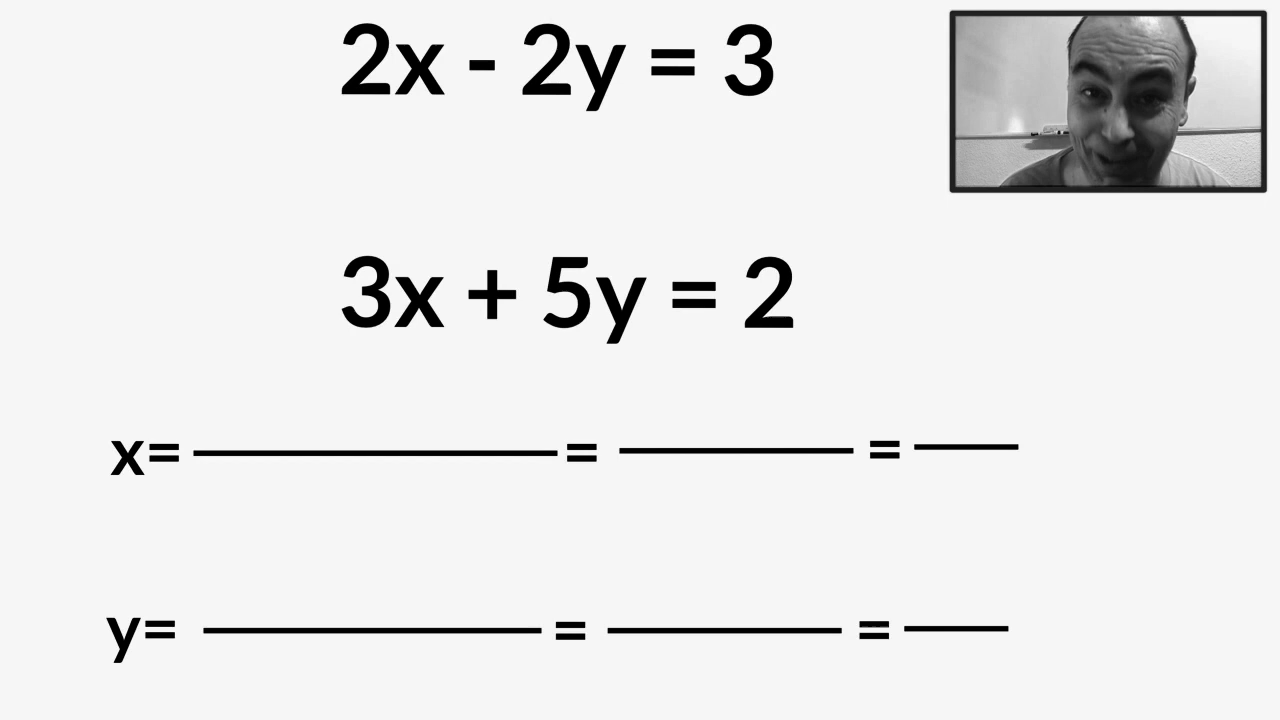 2x - 2y = 3
3x + 5y = 2
x= = =
y= = =